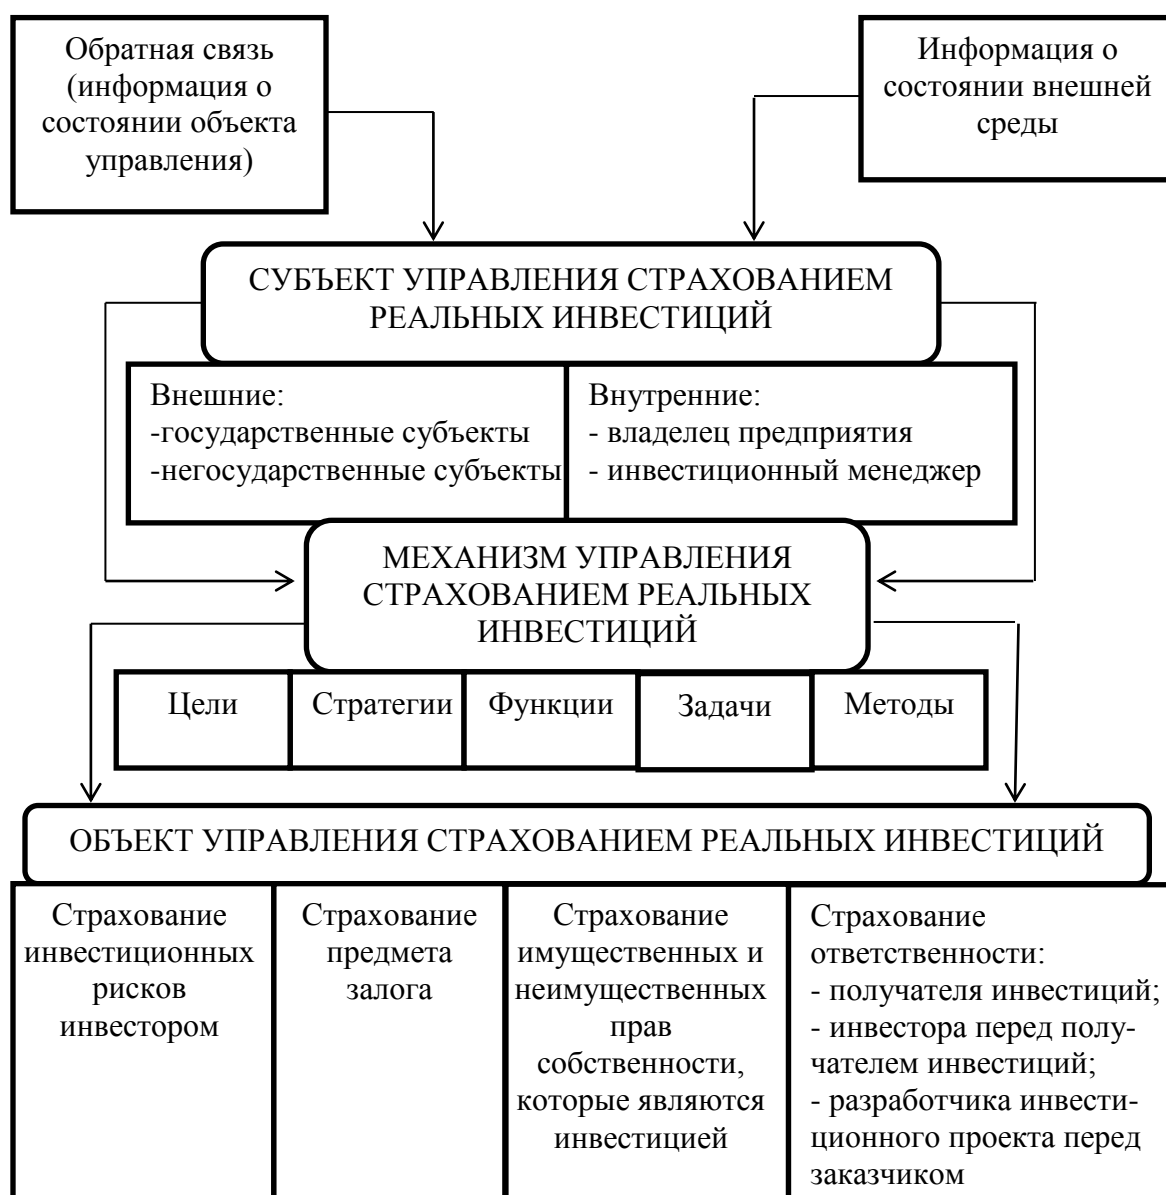 Обратная связь
(информация о
состоянии объекта
управления)
Информация о
состоянии внешней
среды
СУБЪЕКТ УПРАВЛЕНИЯ СТРАХОВАНИЕМ
РЕАЛЬНЫХ ИНВЕСТИЦИЙ
Внешние:
-государственные субъекты
-негосударственные субъекты
Внутренние:
- владелец предприятия
- инвестиционный менеджер
МЕХАНИЗМ УПРАВЛЕНИЯ
СТРАХОВАНИЕМ РЕАЛЬНЫХ
ИНВЕСТИЦИЙ
Цели
Стратегии
Функции
Задачи
Методы
ОБЪЕКТ УПРАВЛЕНИЯ СТРАХОВАНИЕМ РЕАЛЬНЫХ ИНВЕСТИЦИЙ
Страхование
инвестиционных
рисков
инвестором
Страхование
предмета
залога
Страхование
имущественных и
неимущественных
прав
собственности,
которые являются
инвестицией
Страхование
ответственности:
- получателя инвестиций;
- инвестора перед полу-
чателем инвестиций;
- разработчика инвести-
ционного проекта перед
заказчиком